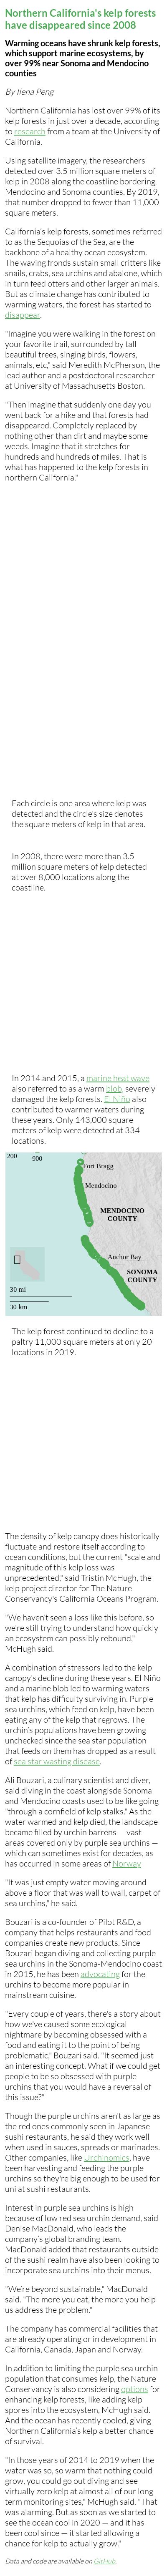 Northern California's kelp forests
have disappeared since 2008
Warming oceans have shrunk kelp forests,
which support marine ecosystems, by
over 99% near Sonoma and Mendocino
counties
By Ilena Peng
Northern California has lost over 99% of its
kelp forests in just over a decade, according
to research from a team at the University of
California.
Using satellite imagery, the researchers
detected over 3.5 million square meters of
kelp in 2008 along the coastline bordering
Mendocino and Sonoma counties. By 2019,
that number dropped to fewer than 11,000
square meters.
California's kelp forests, sometimes referred
to as the Sequoias of the Sea, are the
backbone of a healthy ocean ecosystem.
The waving fonds sustain small critters like
snails, crabs, sea urchins and abalone, which
in turn feed otters and other larger animals.
But as climate change has contributed to
warming waters, the forest has started to
disappear.
"Imagine you were walking in the forest on
your favorite trail, surrounded by tall
beautiful trees, singing birds, flowers,
animals, etc," said Meredith McPherson, the
lead author and a postdoctoral researcher
at University of Massachusetts Boston.
"Then imagine that suddenly one day you
went back for a hike and that forests had
disappeared. Completely replaced by
nothing other than dirt and maybe some
weeds. Imagine that it stretches for
hundreds and hundreds of miles. That is
what has happened to the kelp forests in
northern California."
Each circle is one area where kelp was
detected and the circle's size denotes
the square meters of kelp in that area.
In 2008, there were more than 3.5
million square meters of kelp detected
at over 8,000 locations along the
coastline.
In 2014 and 2015, a marine heat wave
also referred to as a warm blob, severely
damaged the kelp forests. El Niño also
contributed to warmer waters during
these years. Only 143,000 square
meters of kelp were detected at 334
locations.
200
900
Fort Bragg
Mendocino
MENDOCINO
COUNTY
Anchor Bay
SONOMA
COUNTY
30 mi
30 km
The kelp forest continued to decline to a
paltry 11,000 square meters at only 20
locations in 2019.
The density of kelp canopy does historically
fluctuate and restore itself according to
ocean conditions, but the current "scale and
magnitude of this kelp loss was
unprecedented," said Tristin McHugh, the
kelp project director for The Nature
Conservancy's California Oceans Program.
"We haven't seen a loss like this before, so
we're still trying to understand how quickly
an ecosystem can possibly rebound,"
McHugh said.
A combination of stressors led to the kelp
canopy's decline during these years. El Niño
and a marine blob led to warming waters
that kelp has difficulty surviving in. Purple
sea urchins, which feed on kelp, have been
eating any of the kelp that regrows. The
urchin's populations have been growing
unchecked since the starfish population
that feeds on them has dropped as a result
of sea star wasting disease.
Ali Bouzari, a culinary scientist and diver,
said diving in the coast alongside Sonoma
and Mendocino coasts used to be like going
"through a cornfield of kelp stalks." As the
water warmed and kelp died, the landscape
became filled by urchin barrens — vast
areas covered only by purple sea urchins —
which can sometimes exist for decades, as
has occurred in some areas of Norway
"It was just empty water moving around
above a floor that was wall to wall, carpet of
sea urchins," he said.
Bouzari is a co-founder of Pilot R&D, a
company that helps restaurants and food
companies create new products. Since
Bouzari began diving and collecting purple
sea urchins in the Sonoma-Mendocino coast
in 2015, he has been advocating for the
urchins to become more popular in
mainstream cuisine.
"Every couple of years, there's a story about
how we've caused some ecological
nightmare by becoming obsessed with a
food and eating it to the point of being
problematic," Bouzari said. "It seemed just
an interesting concept. What if we could get
people to be so obsessed with purple
urchins that you would have a reversal of
this issue?"
Though the purple urchins aren't as large as
the red ones commonly seen in Japanese
sushi restaurants, he said they work well
when used in sauces, spreads or marinades.
Other companies, like Urchinomics, have
been harvesting and feeding the purple
urchins so they're big enough to be used for
uni at sushi restaurants.
Interest in purple sea urchins is high
because of low red sea urchin demand, said
Denise MacDonald, who leads the
company's global branding team.
MacDonald added that restaurants outside
of the sushi realm have also been looking to
incorporate sea urchins into their menus.
"We're beyond sustainable," MacDonald
said. "The more you eat, the more you help
us address the problem."
The company has commercial facilities that
are already operating or in development in
California, Canada, Japan and Norway.
In addition to limiting the purple sea urchin
population that consumes kelp, the Nature
Conservancy is also considering options for
enhancing kelp forests, like adding kelp
spores into the ecosystem, McHugh said.
And the ocean has recently cooled, giving
Northern California's kelp a better chance
of survival.
"In those years of 2014 to 2019 when the
water was so, so warm that nothing could
grow, you could go out diving and see
virtually zero kelp at almost all of our long
term monitoring sites," McHugh said. "That
was alarming. But as soon as we started to
see the ocean cool in 2020 — and it has
been cool since — it started allowing a
chance for kelp to actually grow."
Data and code are available on GitHub.